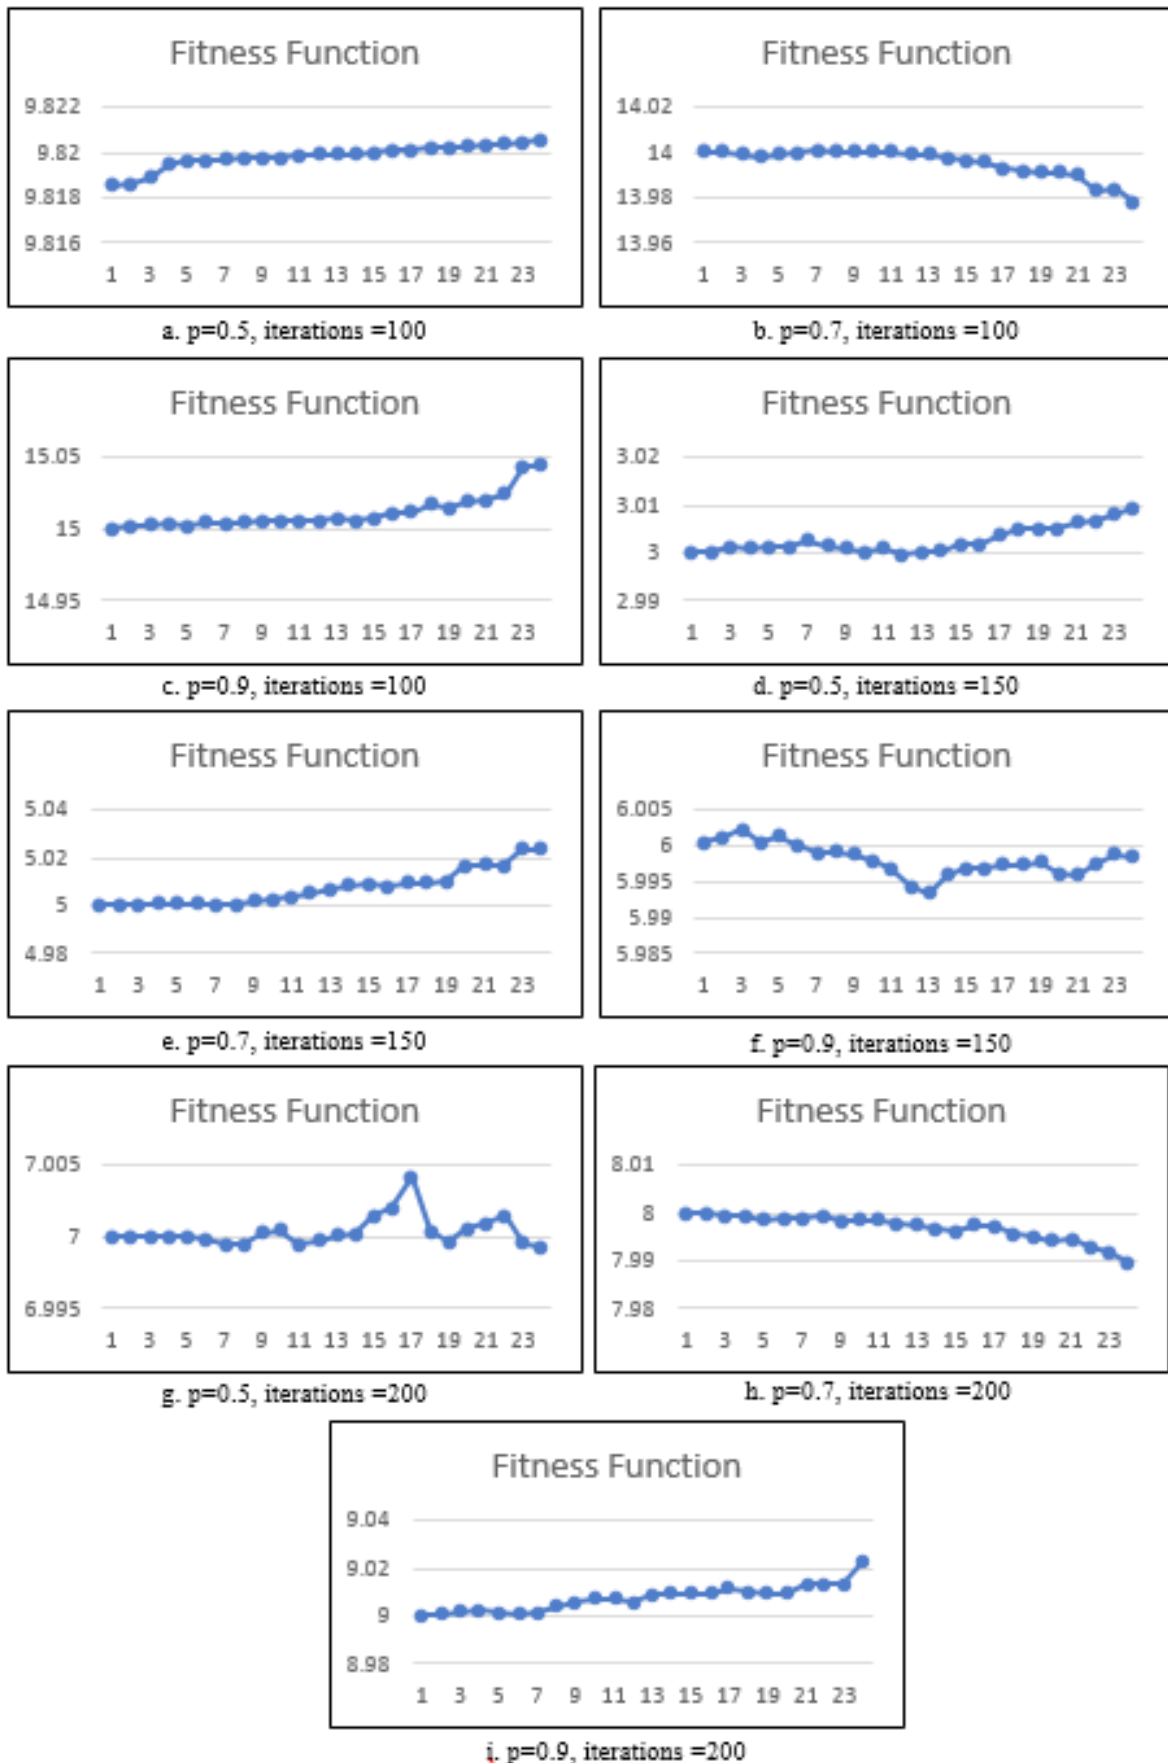 Fitness Function
9.822
9.82
9.818
9.816
1 3 5 7 9 11 13 15 17 19 21 23
a. p=0.5, iterations =100
Fitness Function
14.02
14
13.98
13.96
1 3 5 7 9 11 13 15 17 19 21 23
b. p=0.7, iterations =100
Fitness Function
15.05
15
14.95
1 3 5 7 9 11 13 15 17 19 21 23
c. p=0.9, iterations =100
Fitness Function
3.02
3.01
3
2.99
1 3 5 7 9 11 13 15 17 19 21 23
d. p=0.5, iterations =150
Fitness Function
5.04
5.02
5
4.98
1 3 5 7 9 11 13 15 17 19 21 23
e. p=0.7, iterations =150
Fitness Function
6.005
6
5.995
5.99
5.985
1 3 5 7 9 11 13 15 17 19 21 23
f. p=0.9, iterations =150
Fitness Function
7.005
7
6.995
1 3 5 7 9 11 13 15 17 19 21 23
g. p=0.5, iterations =200
Fitness Function
8.01
8
7.99
7.98
1 3 5 7 9 11 13 15 17 19 21 23
h. p=0.7, iterations =200
Fitness Function
9.04
9.02
9
8.98
1 3 5 7 9 11 13 15 17 19 21 23
i. p=0.9, iterations =200